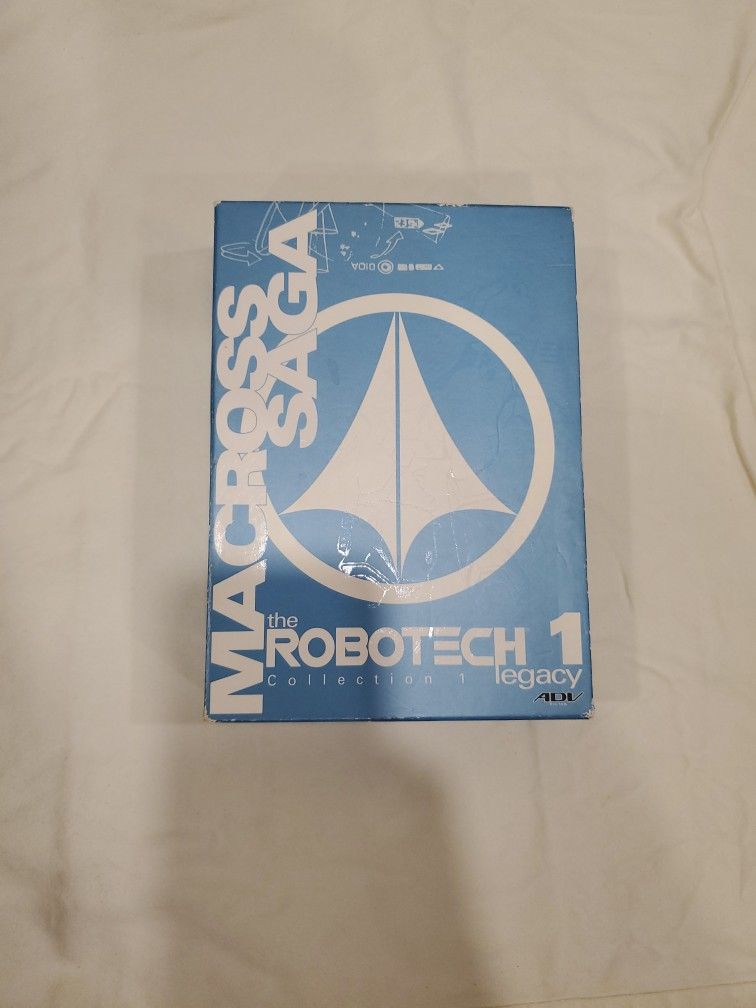 MACROSS
SAGA
the
ROBOTECH 1
legacy
Collection 1
ADV